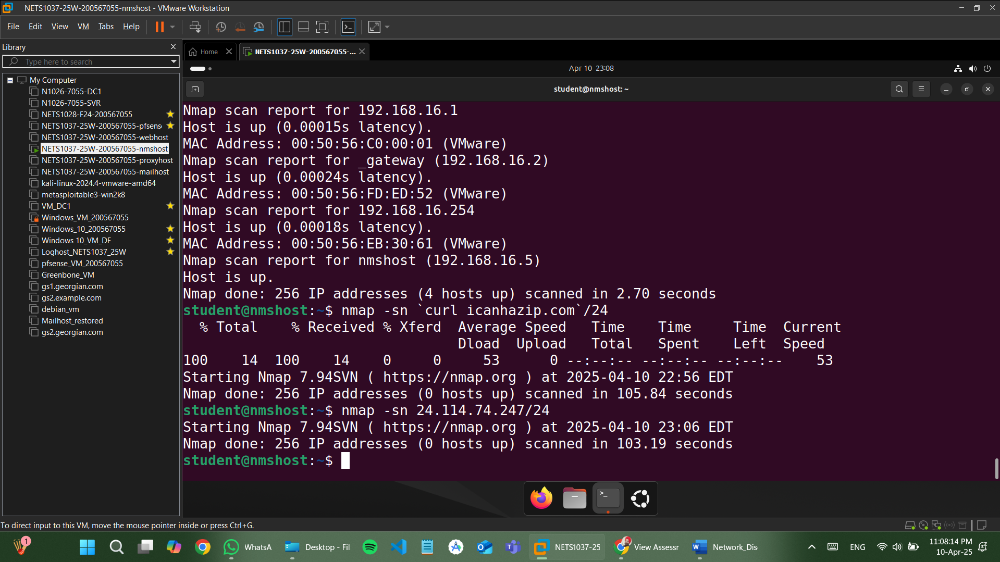 NETS1037-25W-200567055-nmshost - VMware Workstation
File Edit View VM Tabs Help
Library
Type here to search
My Computer
N1026-7055-DC1
N1026-7055-SVR
NETS1028-F24-200567055
NETS1037-25W-200567055-pfsens
NETS1037-25W-200567055-webhost
NETS1037-25W-200567055-nmshost
NETS1037-25W-200567055-proxyhost
NETS1037-25W-200567055-mailhost
kali-linux-2024.4-vmware-amd64
metasploitable3-win2k8
VM_DC1
Windows_VM_200567055
Windows_10_200567055
Windows 10_VM_DF
Loghost_NETS1037_25W
pfsense_VM_200567055
Greenbone_VM
gs1.georgian.com
gs2.example.com
debian_vm
Mailhost_restored
gs2.georgian.com
Home
NETS1037-25W-200567055-...
Apr 10 23:08
student@nmshost: ~
Nmap scan report for 192.168.16.1
Host is up (0.00015s latency).
MAC Address: 00:50:56:C0:00:01 (VMware)
Nmap scan report for _gateway (192.168.16.2)
Host is up (0.00024s latency).
MAC Address: 00:50:56:FD:ED:52 (VMware)
Nmap scan report for 192.168.16.254
Host is up (0.00018s latency).
MAC Address: 00:50:56:EB:30:61 (VMware)
Nmap scan report for nmshost (192.168.16.5)
Host is up.
Nmap done: 256 IP addresses (4 hosts up) scanned in 2.70 seconds
student@nmshost:~$ nmap -sn `curl icanhazip.com`/24
% Total % Received % Xferd Average Speed Time Time Time Current
Dload Upload Total Spent Left Speed
100 14 100 14 0 0 53 0 --:--:-- --:--:-- --:--:-- 53
Starting Nmap 7.94SVN ( https://nmap.org ) at 2025-04-10 22:56 EDT
Nmap done: 256 IP addresses (0 hosts up) scanned in 105.84 seconds
student@nmshost:~$ nmap -sn 24.114.74.247/24
Starting Nmap 7.94SVN ( https://nmap.org ) at 2025-04-10 23:06 EDT
Nmap done: 256 IP addresses (0 hosts up) scanned in 103.19 seconds
student@nmshost:~$
To direct input to this VM, move the mouse pointer inside or press Ctrl+G.
1
WhatsA
Desktop - Fil
NETS1037-25
View Assessr
Network_Dis
ENG
11:08:14 PM
10-Apr-25